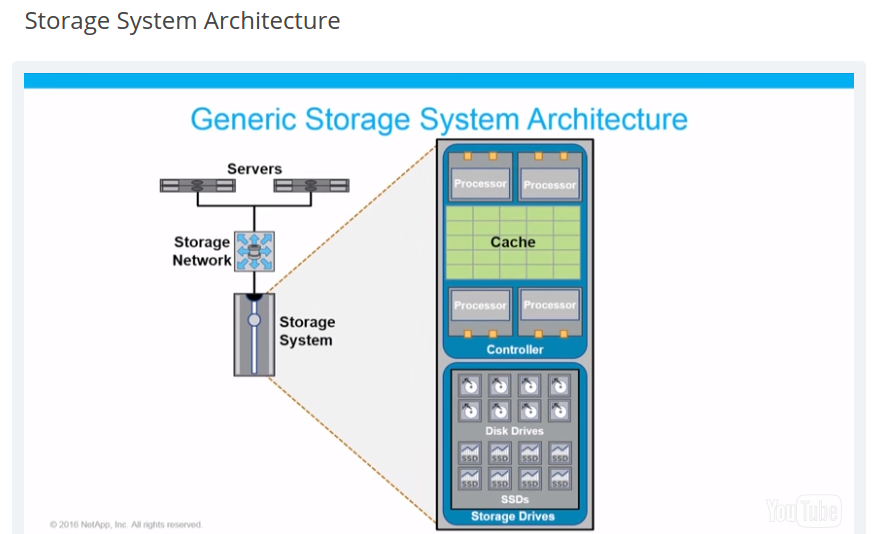 Storage System Architecture
Generic Storage System Architecture
Servers
Storage
Network
Storage
System
Processor
Processor
Cache
Processor
Processor
Controller
Disk Drives
SSD
SSD
SSD
SSD
SSD
SSD
SSD
SSD
SSDs
Storage Drives
© 2016 NetApp, Inc. All rights reserved.
YouTube